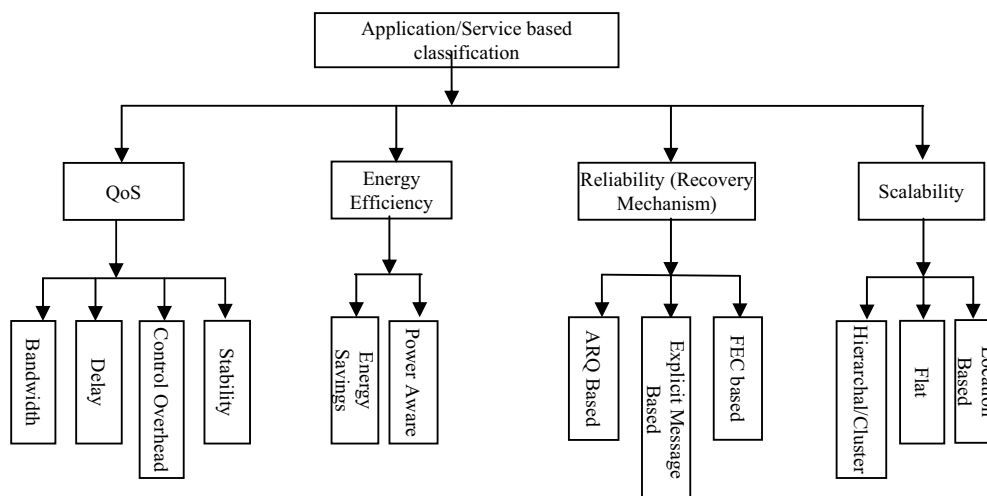 Application/Service based
classification
QoS
Energy
Efficiency
Reliability (Recovery
Mechanism)
Scalability
Bandwidth
Delay
Control Overhead
Stability
Energy
Savings
Power Aware
ARQ Based
Explicit Message
Based
FEC based
Hierarchal/Cluster
Flat
Location
Based